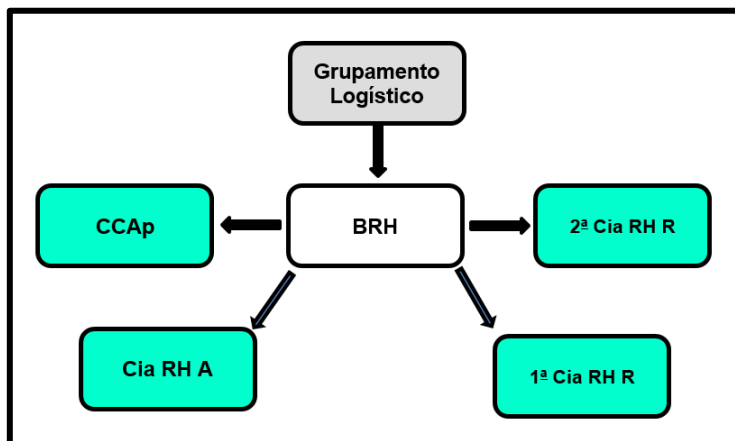 Grupamento
Logístico
CCAp
BRH
2ª Cia RH R
Cia RH A
1ª Cia RH R